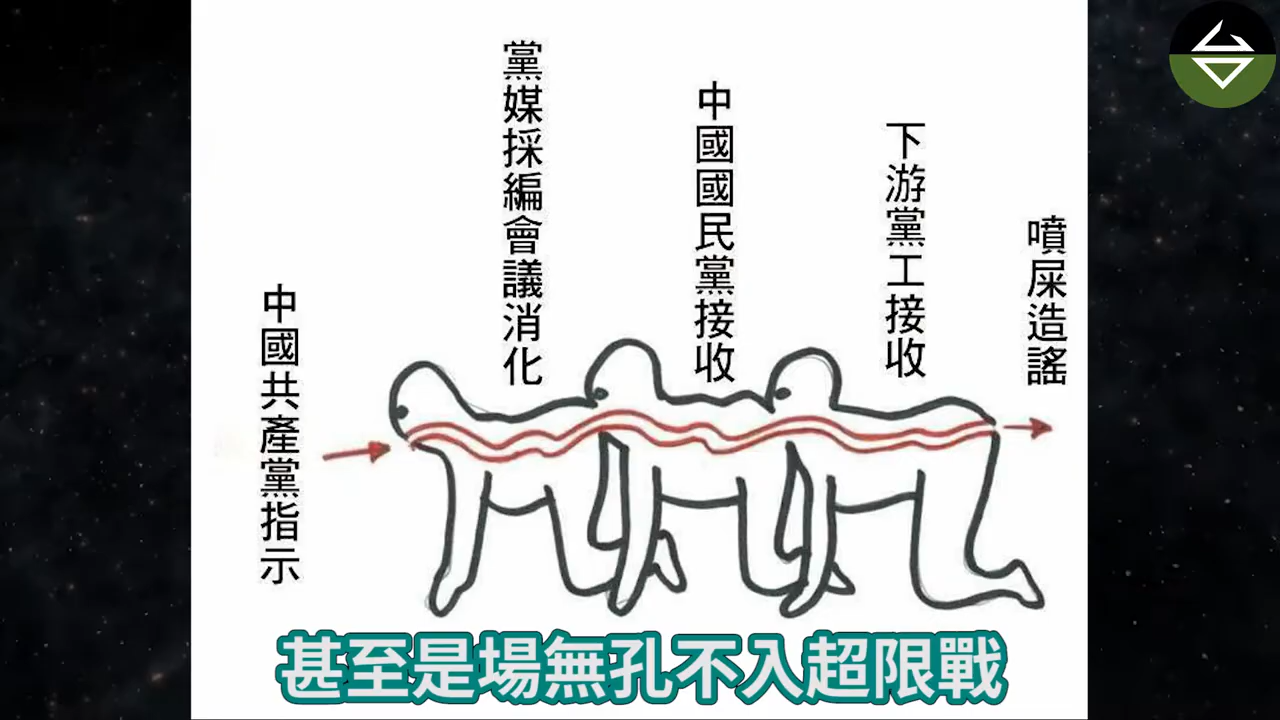 中國共產黨指示
黨媒採編會議消化
中國國民黨接收
下游黨工接收
噴屎造謠
甚至是場無孔不入超限戰